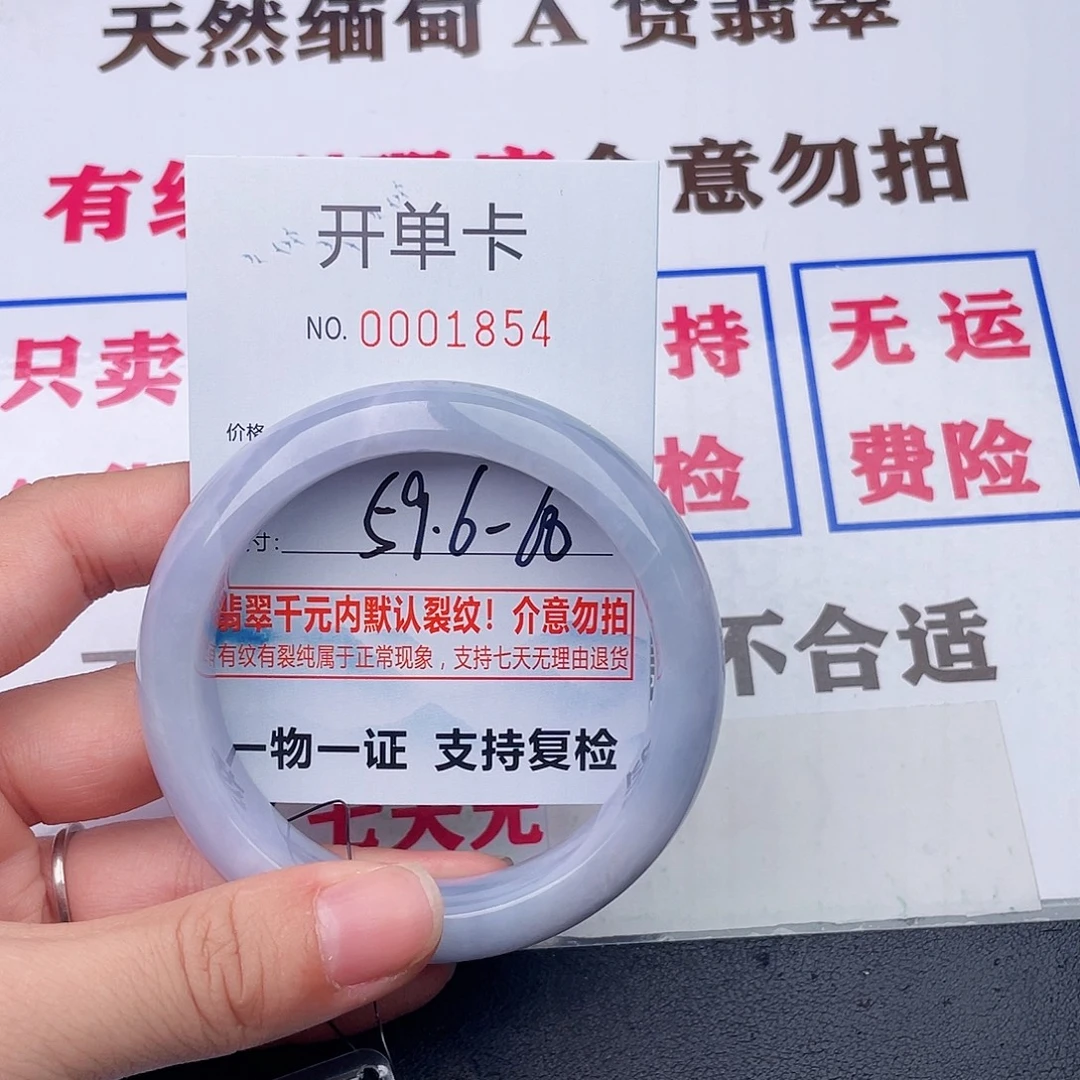 天然缅甸 A 货翡翠
有 介意勿拍
开单卡
NO. 0001854
只卖
持
检
无运
费险
价格
寸: 59.6-
翡翠千元内默认裂纹！介意勿拍
有纹有裂纯属于正常现象，支持七天无理由退货
一物一证 支持复检
不合适
七天无